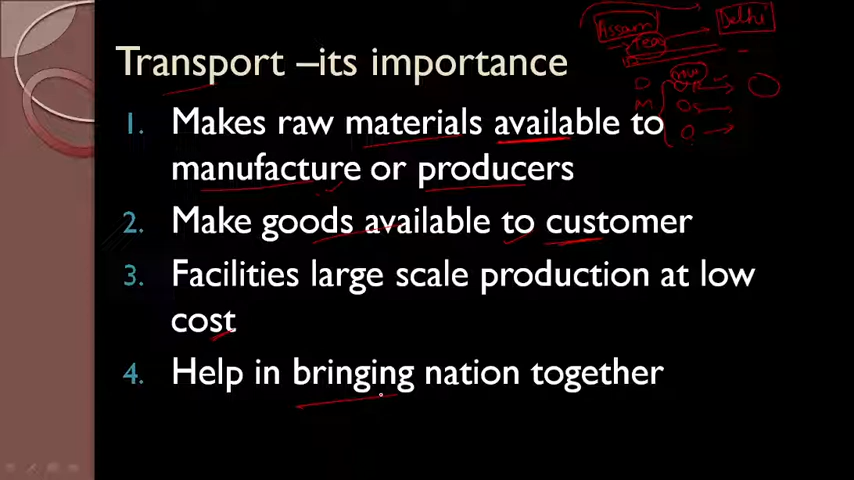 Assam
Delhi
Tea
Transport –its importance
1. Makes raw materials available to
manufacture or producers
2. Make goods available to customer
3. Facilities large scale production at low
cost
4. Help in bringing nation together